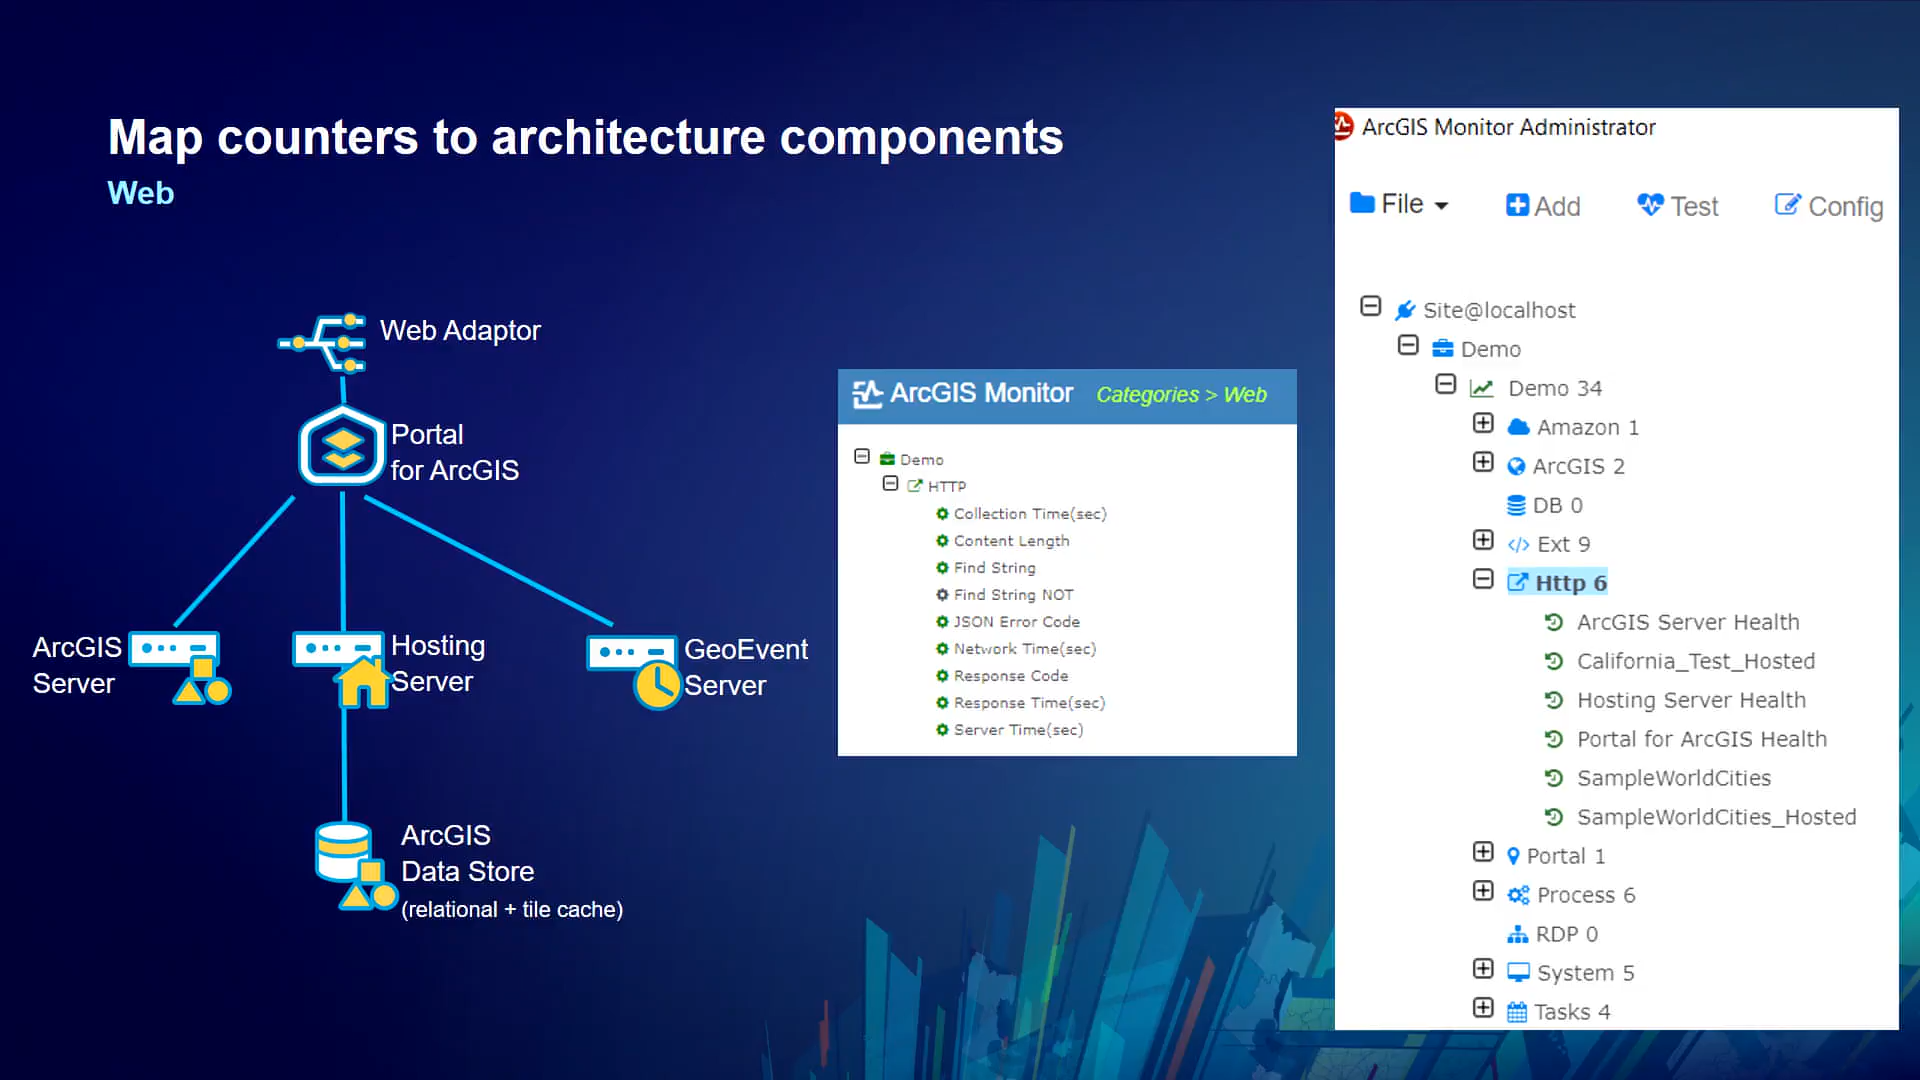 Map counters to architecture components
Web
Web Adaptor
Portal
for ArcGIS
ArcGIS
Server
Hosting
Server
GeoEvent
Server
ArcGIS
Data Store
(relational + tile cache)
ArcGIS Monitor Categories > Web
Demo
HTTP
Collection Time(sec)
Content Length
Find String
Find String NOT
JSON Error Code
Network Time(sec)
Response Code
Response Time(sec)
Server Time(sec)
ArcGIS Monitor Administrator
File Add Test Config
Site@localhost
Demo
Demo 34
Amazon 1
ArcGIS 2
DB 0
Ext 9
Http 6
ArcGIS Server Health
California_Test_Hosted
Hosting Server Health
Portal for ArcGIS Health
SampleWorldCities
SampleWorldCities_Hosted
Portal 1
Process 6
RDP 0
System 5
Tasks 4